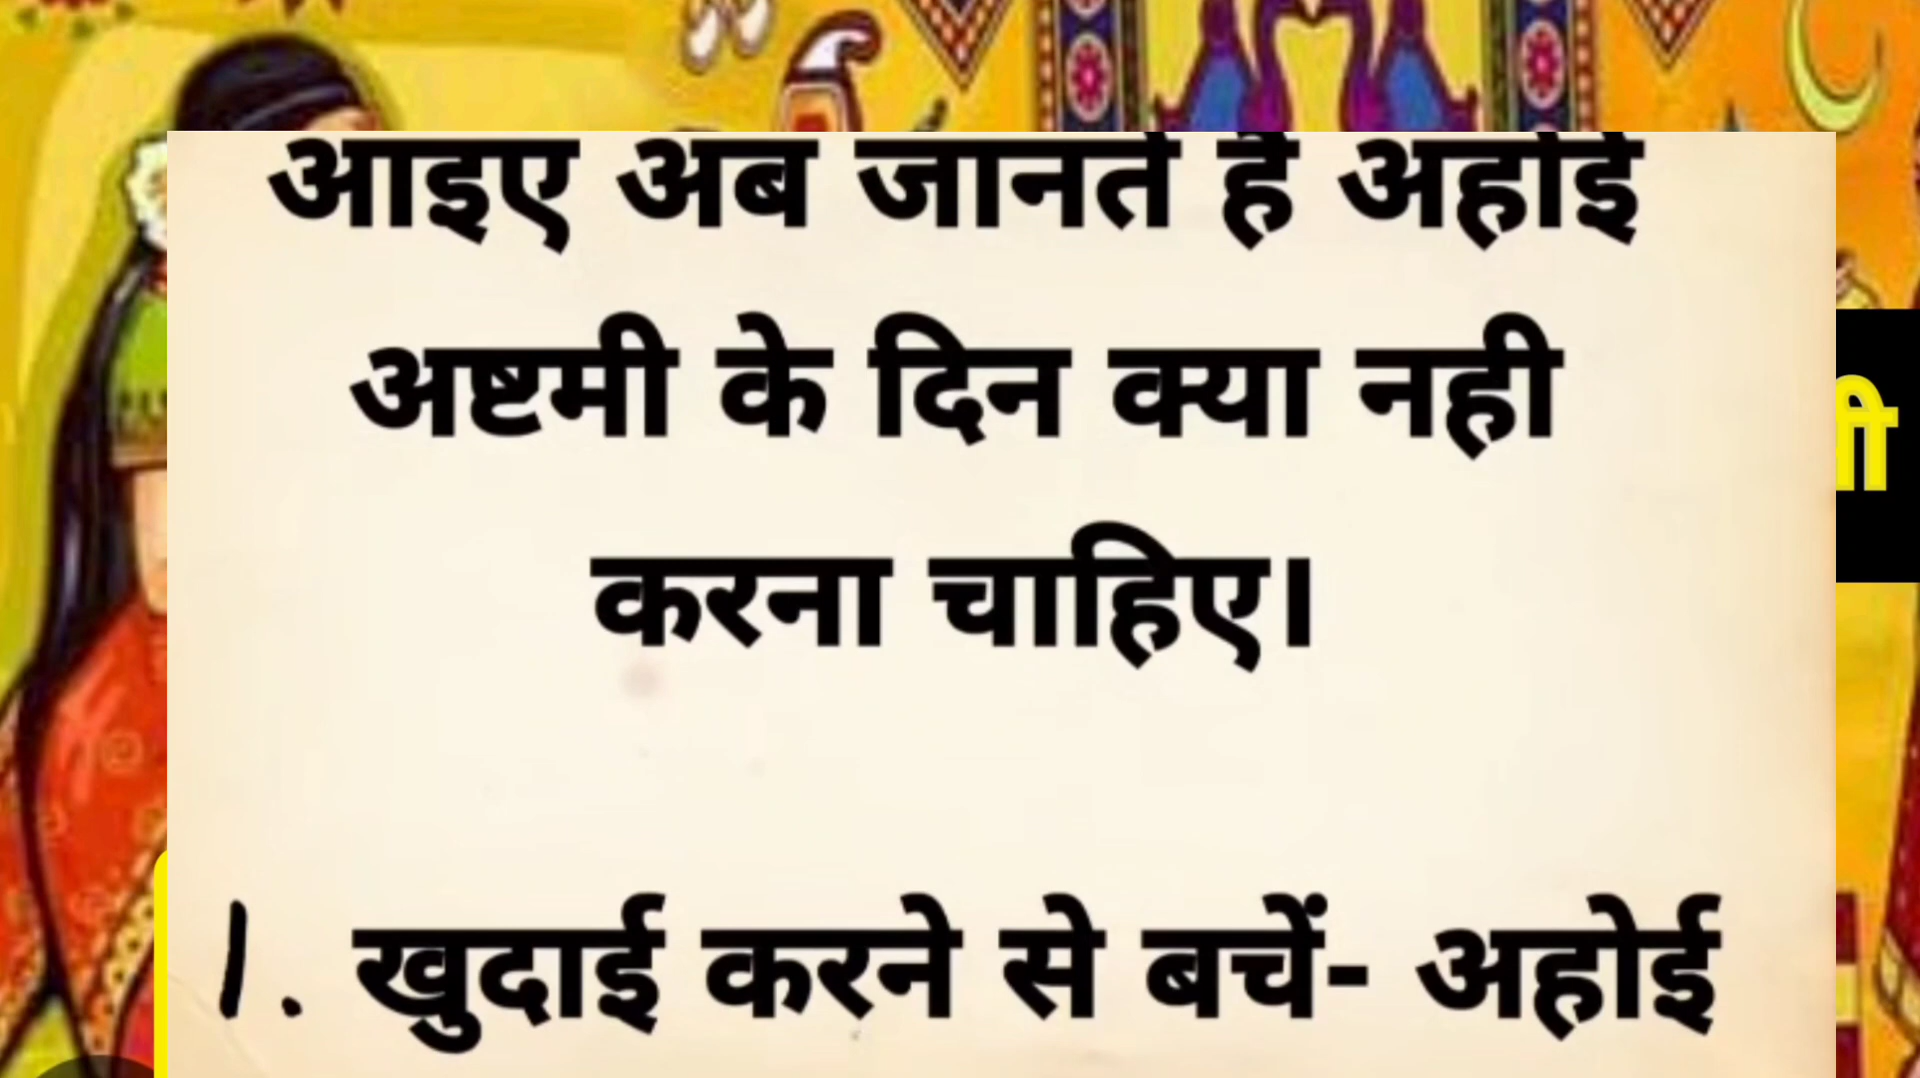 आइए अब जानते है अहोई
अष्टमी के दिन क्या नही
करना चाहिए।
1. खुदाई करने से बचें- अहोई